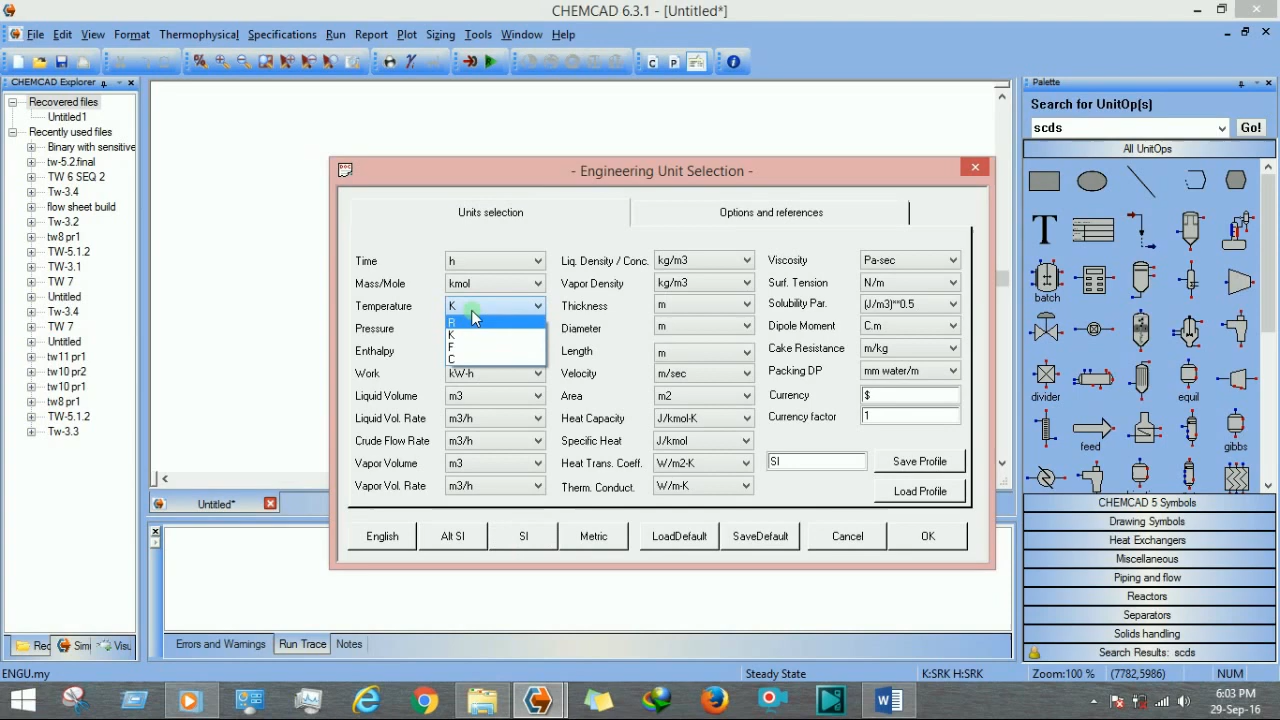 CHEMCAD 6.3.1 - [Untitled*]
File Edit View Format Thermophysical Specifications Run Report Plot Sizing Tools Window Help
CHEMCAD Explorer
Recovered files
Untitled1
Recently used files
Binary with sensitive
tw-5.2.final
TW 6 SEQ 2
Tw-3.4
flow sheet build
Tw-3.2
tw8 pr1
TW-5.1.2
TW-3.1
TW 7
Untitled
Tw-3.4
TW 7
Untitled
tw11 pr1
tw10 pr2
tw10 pr1
tw8 pr1
TW-5.1.2
Tw-3.3
Rec Sim Visu
- Engineering Unit Selection -
Units selection Options and references
Time h
Mass/Mole kmol
Temperature K
R
K
F
C
Pressure
Enthalpy
Work kW-h
Liquid Volume m3
Liquid Vol. Rate m3/h
Crude Flow Rate m3/h
Vapor Volume m3
Vapor Vol. Rate m3/h
Liq. Density / Conc. kg/m3
Vapor Density kg/m3
Thickness m
Diameter m
Length m
Velocity m/sec
Area m2
Heat Capacity J/kmol-K
Specific Heat J/kmol
Heat Trans. Coeff. W/m2-K
Therm. Conduct. W/m-K
Viscosity Pa-sec
Surf. Tension N/m
Solubility Par. (J/m3)**0.5
Dipole Moment C.m
Cake Resistance m/kg
Packing DP mm water/m
Currency $
Currency factor 1
SI Save Profile
Load Profile
English Alt SI SI Metric LoadDefault SaveDefault Cancel OK
Untitled*
Errors and Warnings Run Trace Notes
Palette
Search for UnitOp(s)
scds Go!
All UnitOps
T
batch
divider equil
feed gibbs
CHEMCAD 5 Symbols
Drawing Symbols
Heat Exchangers
Miscellaneous
Piping and flow
Reactors
Separators
Solids handling
Search Results: scds
ENGU.my Steady State K:SRK H:SRK Zoom:100 % (7782,5986) NUM
6:03 PM
29-Sep-16